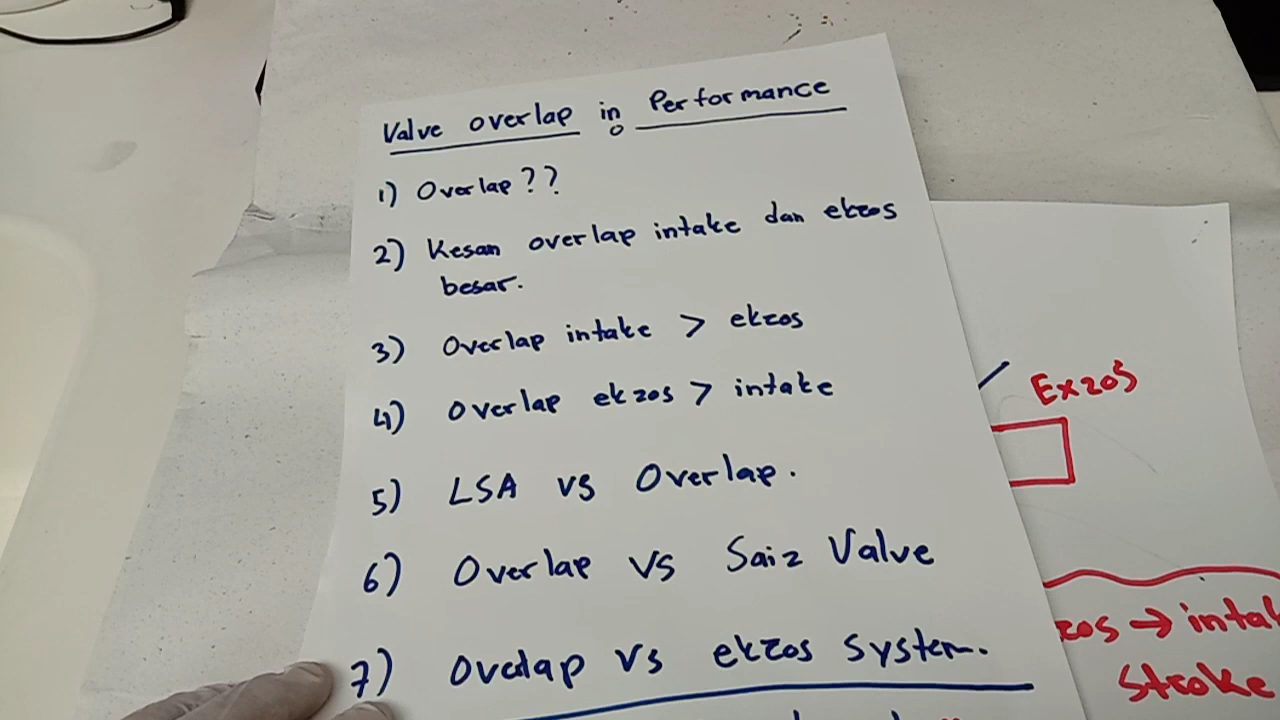 Valve overlap in Performance
1) Overlap ??
2) Kesan overlap intake dan ekzos
besar.
3) Overlap intake > ekzos
4) Overlap ekzos > intake
5) LSA vs Overlap.
6) Overlap vs Saiz Valve
7) Overlap vs ekzos system.
Exzos
zos → intak
Stroke